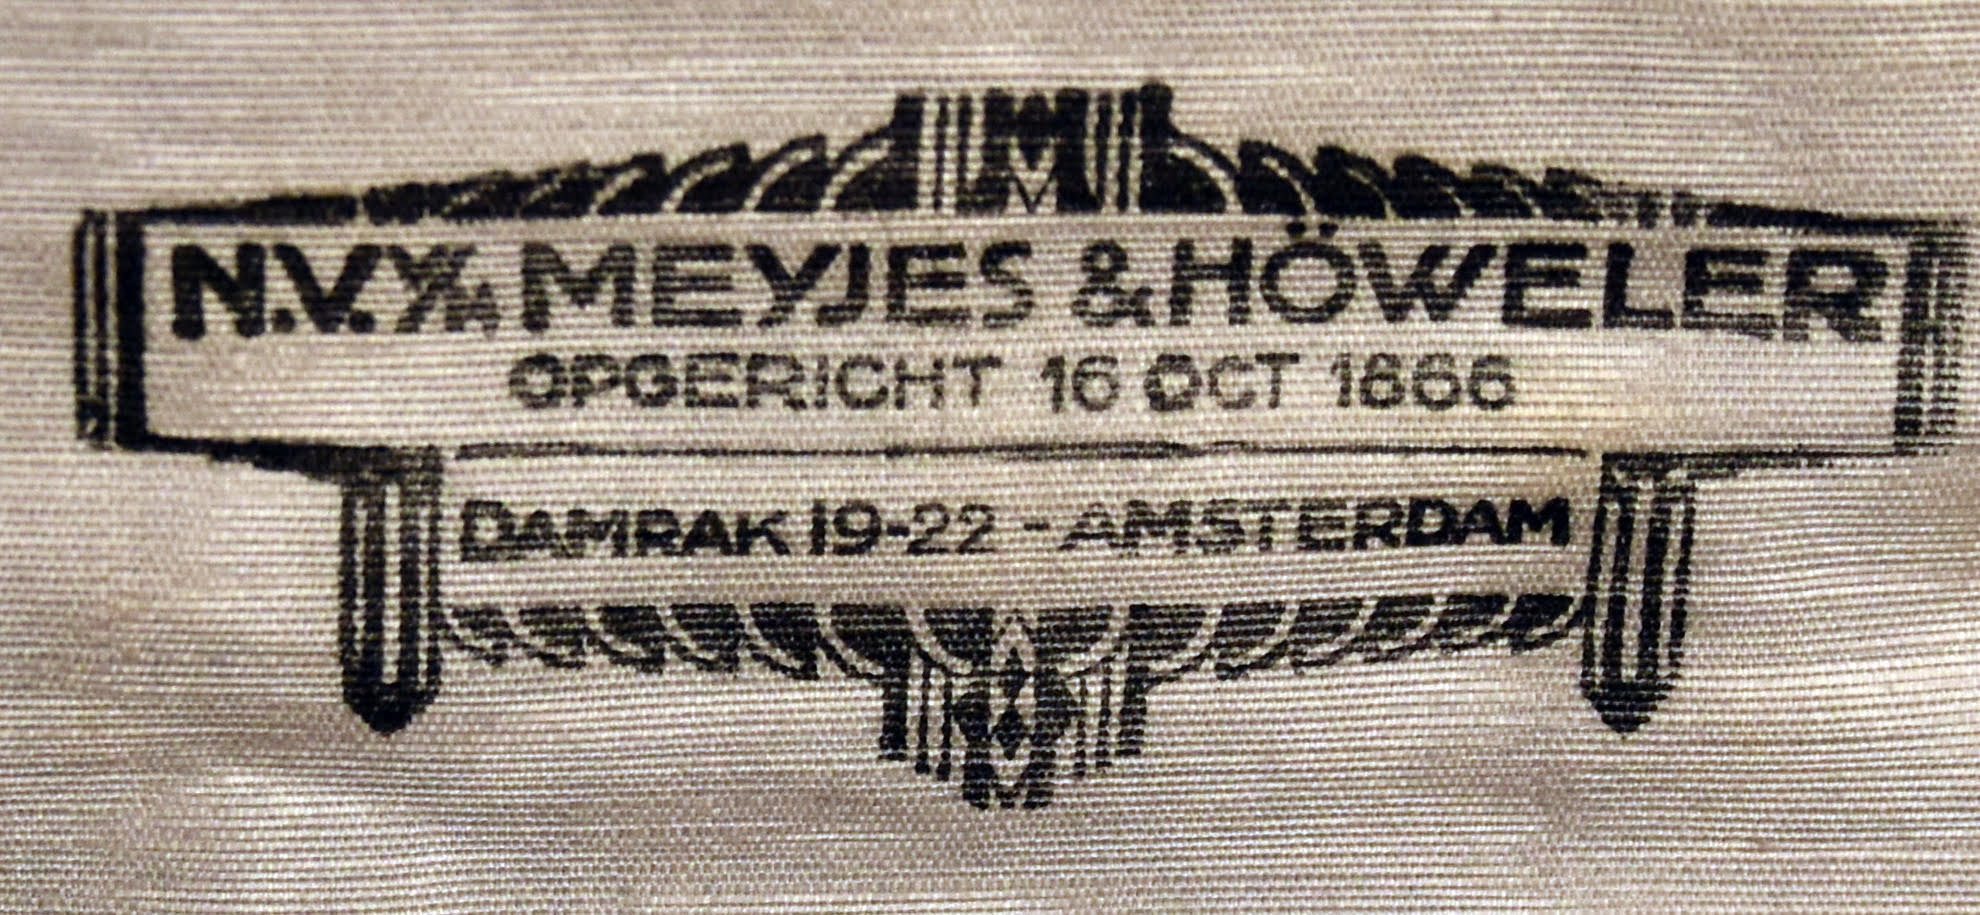 N.V. V/H MEYJES & HÖWELER
OPGERICHT 16 OCT 1866
DAMRAK 19-22 - AMSTERDAM